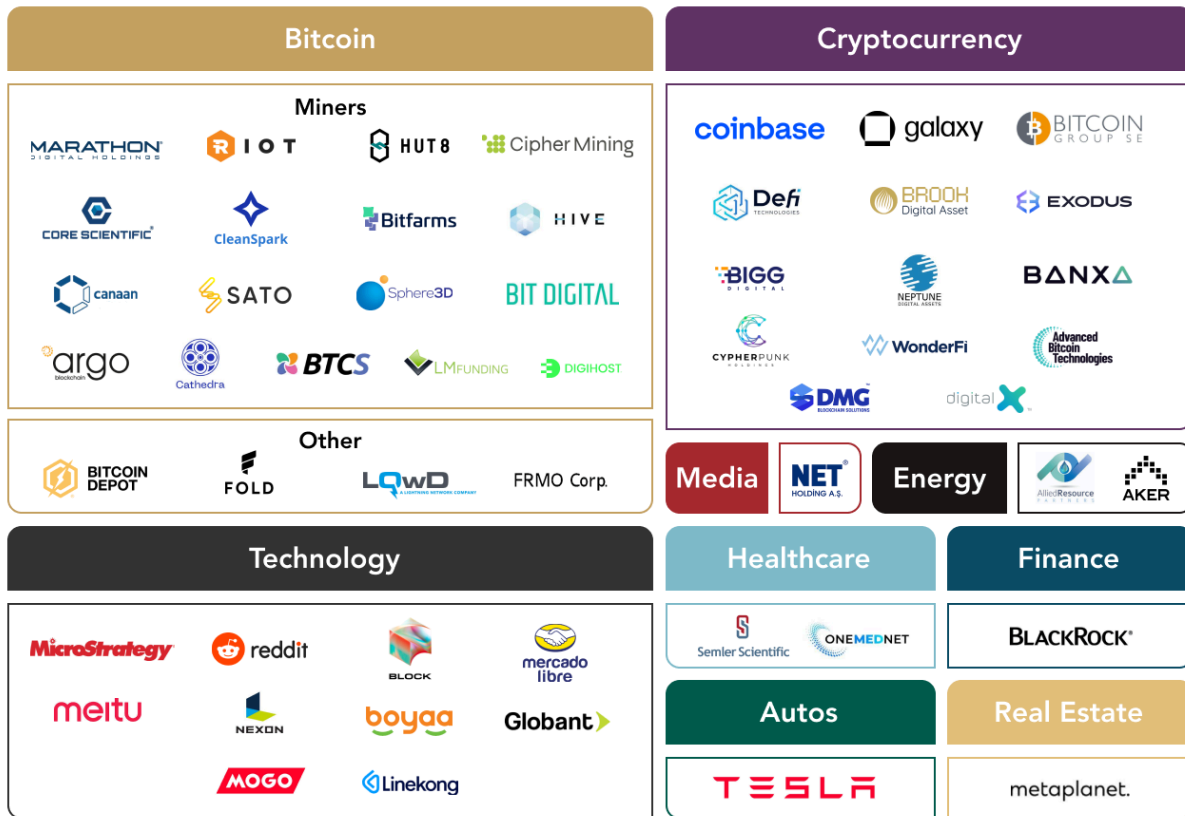 Bitcoin
Miners
MARATHON
DIGITAL HOLDINGS
RIOT
HUT8
Cipher Mining
CORE SCIENTIFIC
CleanSpark
Bitfarms
HIVE
canaan
SATO
Sphere3D
BIT DIGITAL
argo
blockchain
Cathedra
BTCS
LMFUNDING
DIGIHOST
Other
BITCOIN
DEPOT
FOLD
LQwD
A LIGHTNING NETWORK COMPANY
FRMO Corp.
Cryptocurrency
coinbase
galaxy
BITCOIN
GROUP SE
Defi
TECHNOLOGIES
BROOK
Digital Asset
EXODUS
BIGG
DIGITAL
NEPTUNE
DIGITAL ASSETS
BANXA
CYPHERPUNK
HOLDINGS
WonderFi
Advanced
Bitcoin
Technologies
DMG
BLOCKCHAIN SOLUTIONS
digital X
Media
NET
HOLDİNG A.Ş.
Energy
AlliedResource
PARTNERS
AKER
Technology
MicroStrategy
reddit
BLOCK
mercado
libre
meitu
NEXON
boyaa
Globant
MOGO
Linekong
Healthcare
Semler Scientific
ONEMEDNET
Finance
BLACKROCK
Autos
TESLA
Real Estate
metaplanet.